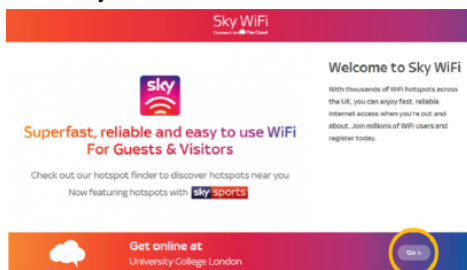 Sky WiFi
Connect by The Cloud
sky
Superfast, reliable and easy to use WiFi
For Guests & Visitors
Check out our hotspot finder to discover hotspots near you
Now featuring hotspots with sky sports
Welcome to Sky WiFi
With thousands of WiFi hotspots across
the UK, you can enjoy fast, reliable
internet access when you're out and
about. Join millions of WiFi users and
register today.
Get online at
University College London
Go >